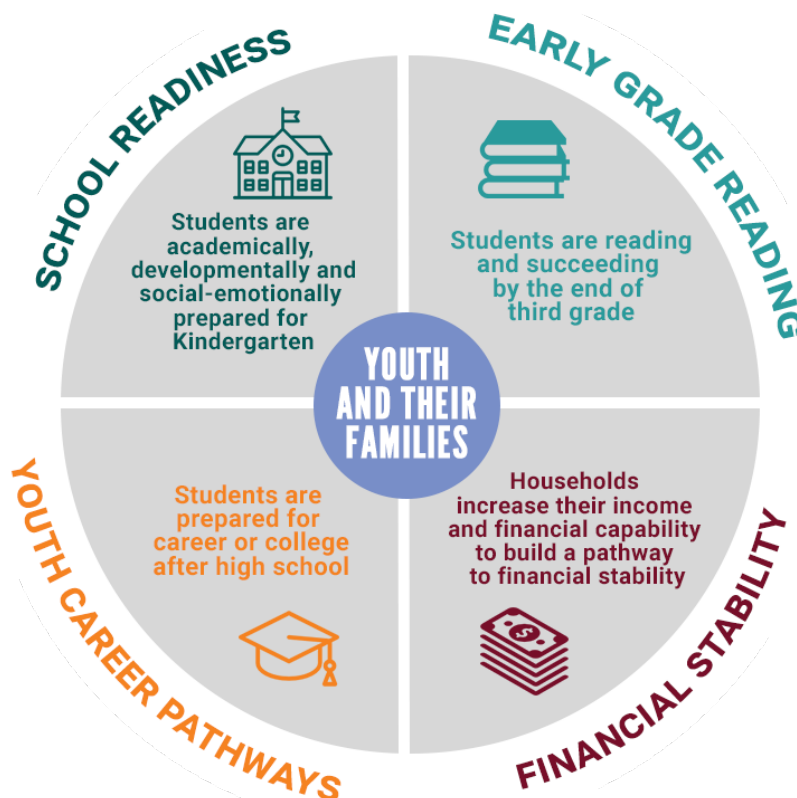 SCHOOL READINESS
Students are
academically,
developmentally and
social-emotionally
prepared for
Kindergarten
EARLY GRADE READING
Students are reading
and succeeding
by the end of
third grade
YOUTH
AND THEIR
FAMILIES
YOUTH CAREER PATHWAYS
Students are
prepared for
career or college
after high school
FINANCIAL STABILITY
Households
increase their income
and financial capability
to build a pathway
to financial stability
$